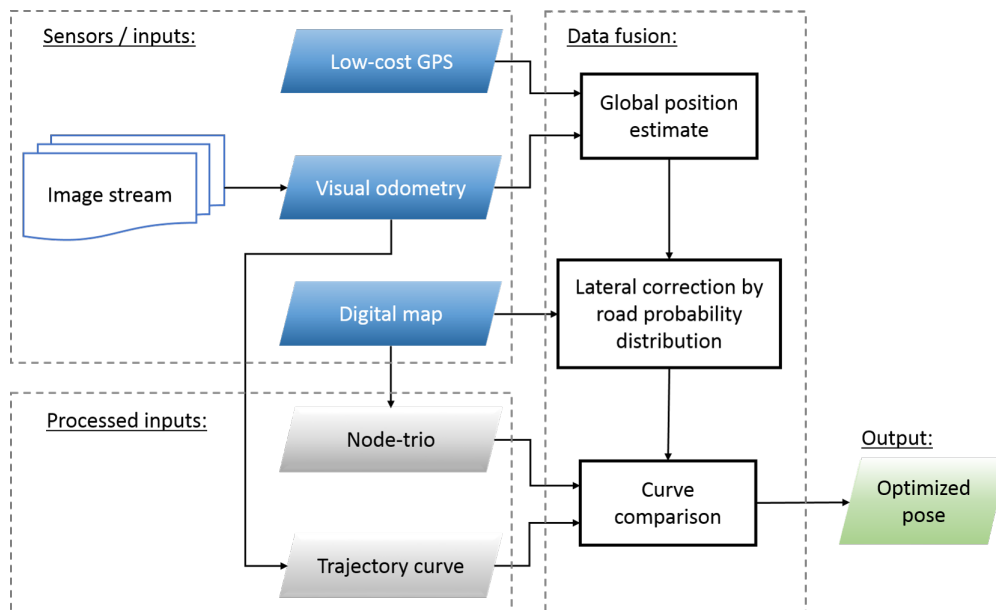 Sensors / inputs:
Low-cost GPS
Image stream
Visual odometry
Digital map
Processed inputs:
Node-trio
Trajectory curve
Data fusion:
Global position
estimate
Lateral correction by
road probability
distribution
Curve
comparison
Output:
Optimized
pose